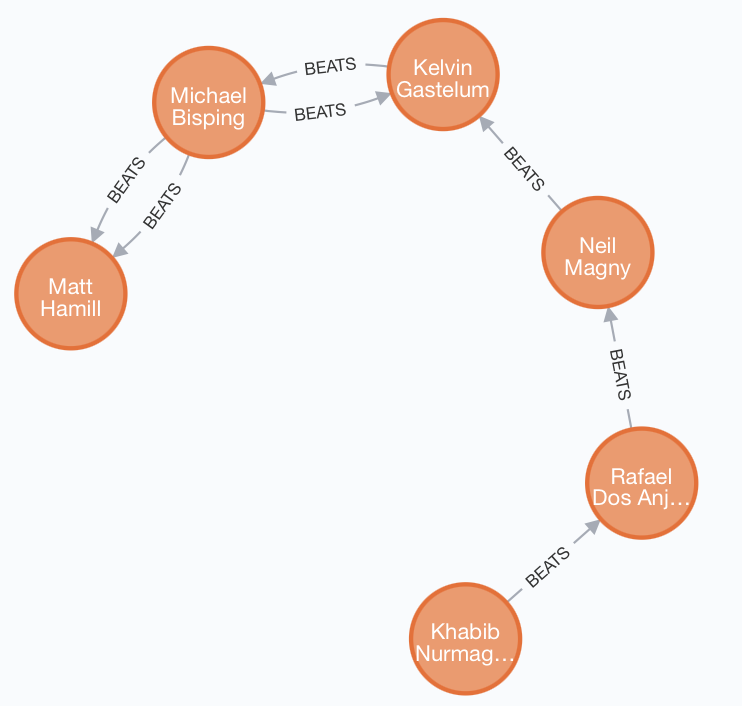 Michael
Bisping
BEATS
BEATS
Kelvin
Gastelum
BEATS
BEATS
BEATS
Neil
Magny
Matt
Hamill
BEATS
Rafael
Dos Anj...
BEATS
Khabib
Nurmag...